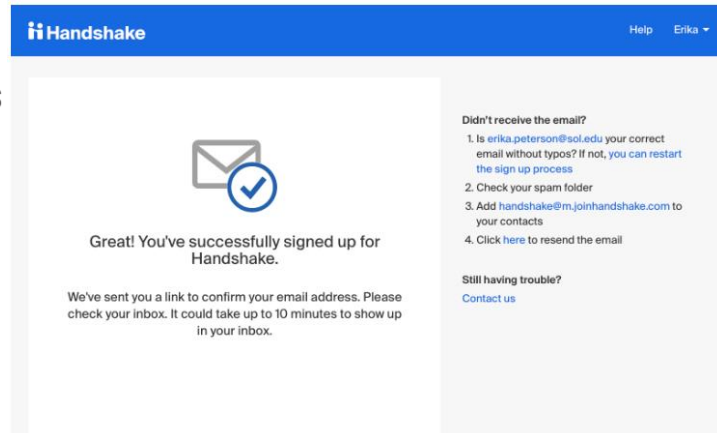 Handshake
Help Erika
Great! You've successfully signed up for
Handshake.
We've sent you a link to confirm your email address. Please
check your inbox. It could take up to 10 minutes to show up
in your inbox.
Didn't receive the email?
1. Is erika.peterson@sol.edu your correct
email without typos? If not, you can restart
the sign up process
2. Check your spam folder
3. Add handshake@m.joinhandshake.com to
your contacts
4. Click here to resend the email
Still having trouble?
Contact us